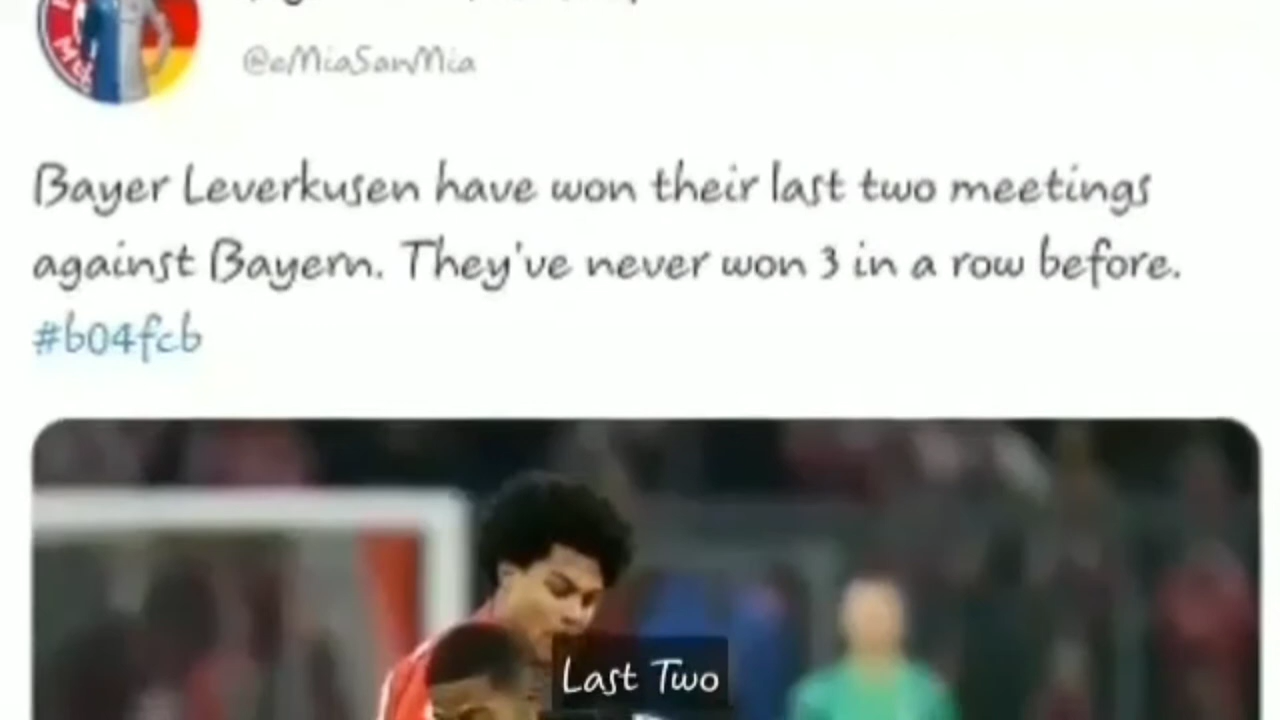 @eMiaSanMia
Bayer Leverkusen have won their last two meetings
against Bayern. They've never won 3 in a row before.
#b04fcb
Last Two